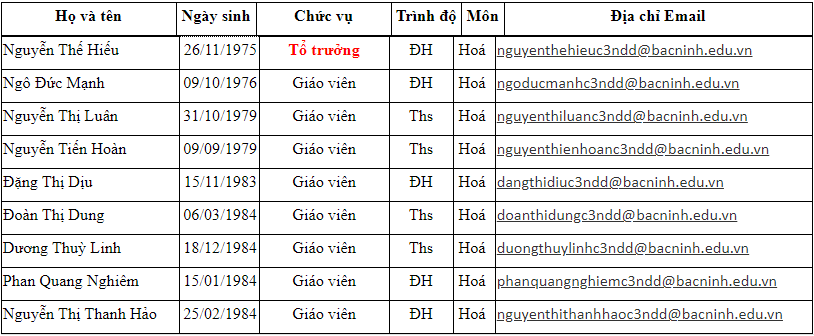 Họ và tên Ngày sinh Chức vụ Trình độ Môn Địa chỉ Email
Nguyễn Thế Hiếu 26/11/1975 Tổ trưởng ĐH Hoá nguyenthehieuc3ndd@bacninh.edu.vn
Ngô Đức Mạnh 09/10/1976 Giáo viên ĐH Hoá ngoducmanhc3ndd@bacninh.edu.vn
Nguyễn Thị Luân 31/10/1979 Giáo viên Ths Hoá nguyenthiluanc3ndd@bacninh.edu.vn
Nguyễn Tiến Hoàn 09/09/1979 Giáo viên Ths Hoá nguyenthienhoanc3ndd@bacninh.edu.vn
Đặng Thị Dịu 15/11/1983 Giáo viên ĐH Hoá dangthidiuc3ndd@bacninh.edu.vn
Đoàn Thị Dung 06/03/1984 Giáo viên Ths Hoá doanthidungc3ndd@bacninh.edu.vn
Dương Thuỳ Linh 18/12/1984 Giáo viên Ths Hoá duongthuylinhc3ndd@bacninh.edu.vn
Phan Quang Nghiêm 15/01/1984 Giáo viên ĐH Hoá phanquangnghiemc3ndd@bacninh.edu.vn
Nguyễn Thị Thanh Hảo 25/02/1984 Giáo viên ĐH Hoá nguyenthithanhhaoc3ndd@bacninh.edu.vn